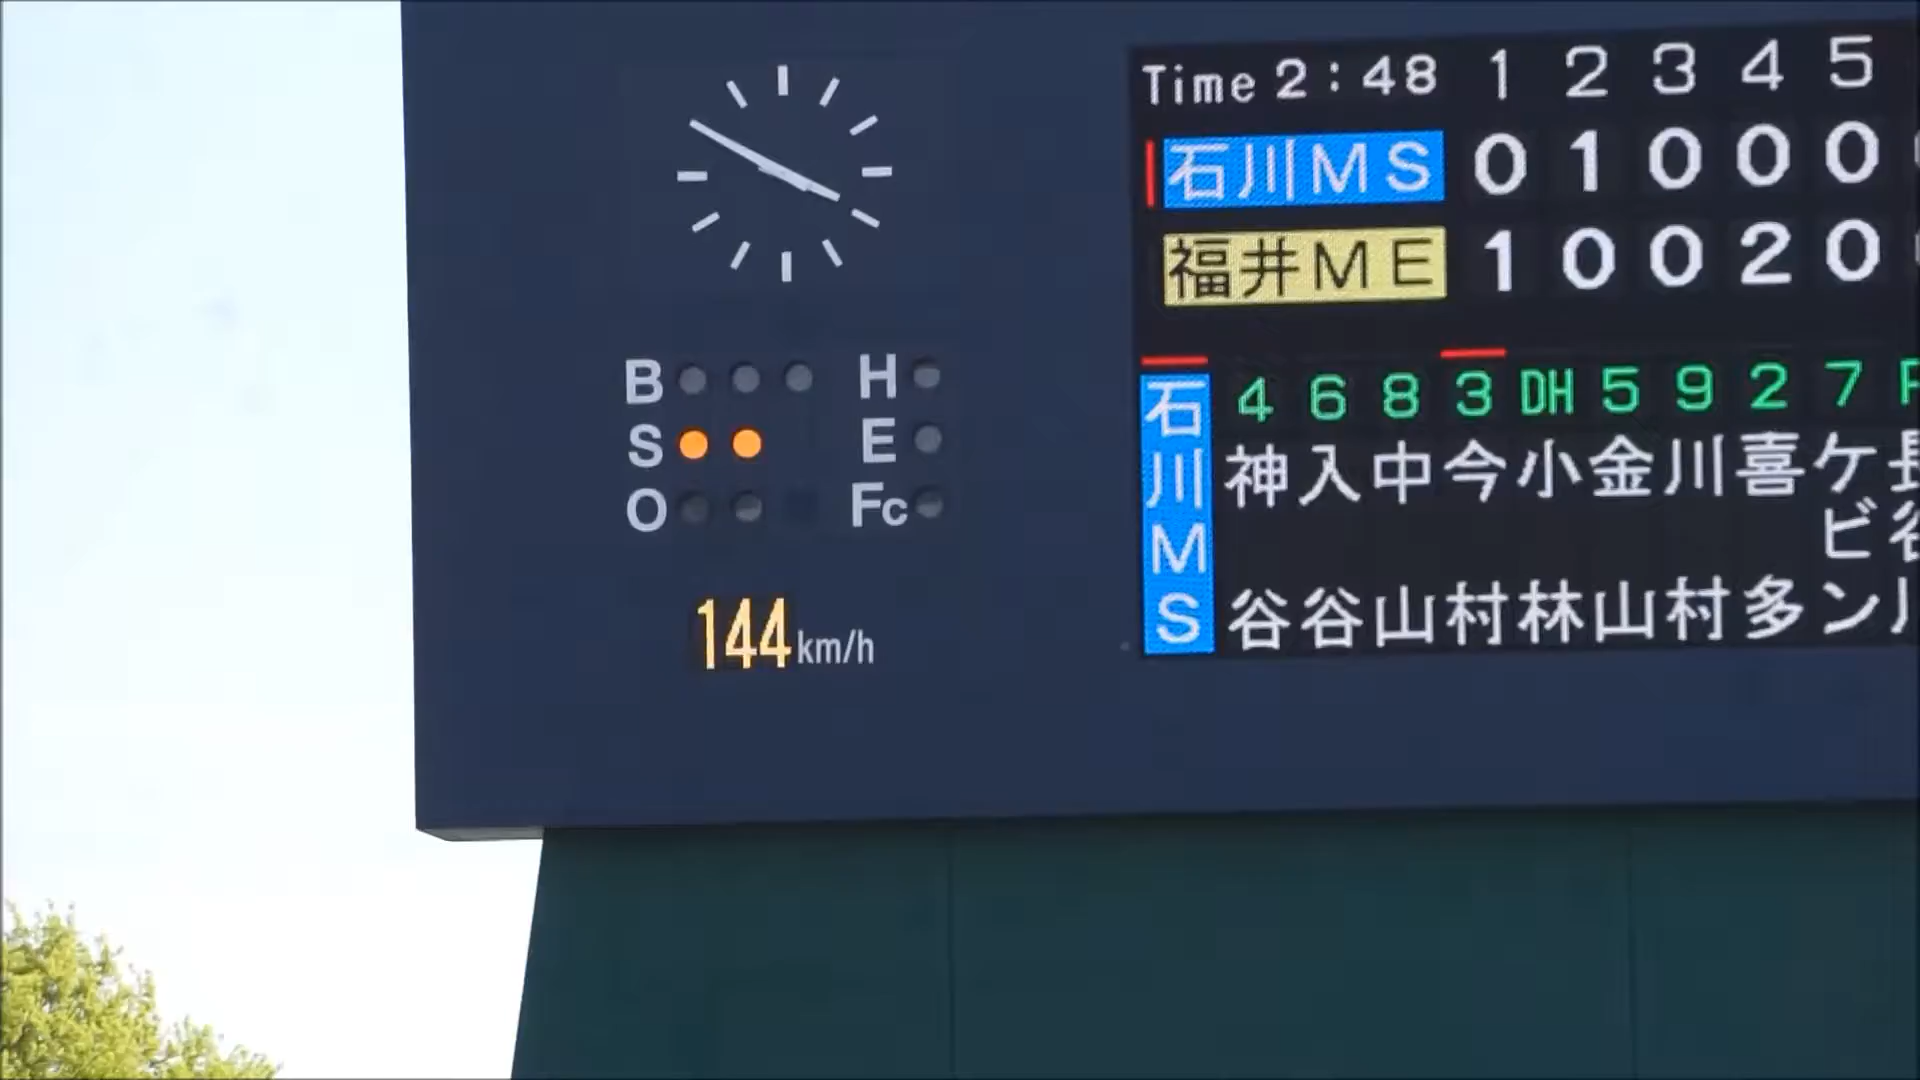 Time 2:48 1 2 3 4 5
石川MS 0 1 0 0 0
福井ME 1 0 0 2 0
B H
S E
O Fc
144km/h
石川MS
4 6 8 3 DH 5 9 2 7
神谷
入谷
中山
今村
小林
金山
川村
喜多
ケビン
長谷川